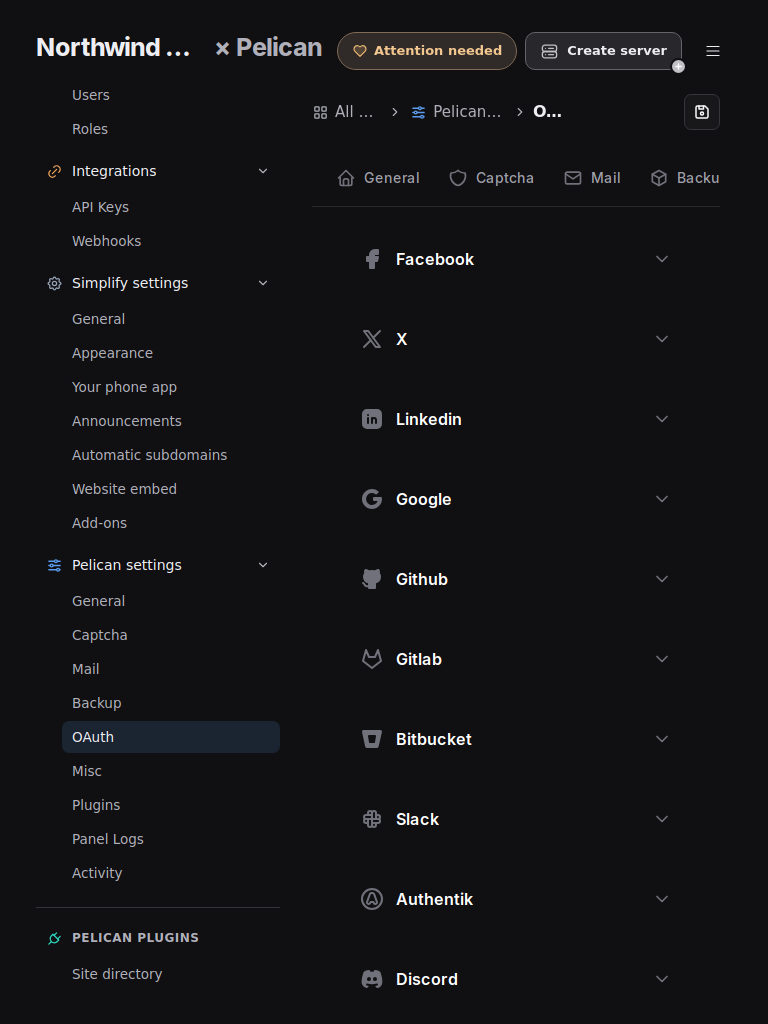 Northwind ... × Pelican
Attention needed
Create server
Users
Roles
Integrations
API Keys
Webhooks
Simplify settings
General
Appearance
Your phone app
Announcements
Automatic subdomains
Website embed
Add-ons
Pelican settings
General
Captcha
Mail
Backup
OAuth
Misc
Plugins
Panel Logs
Activity
PELICAN PLUGINS
Site directory
All ... > Pelican... > O...
General Captcha Mail Backu
Facebook
X
Linkedin
Google
Github
Gitlab
Bitbucket
Slack
Authentik
Discord